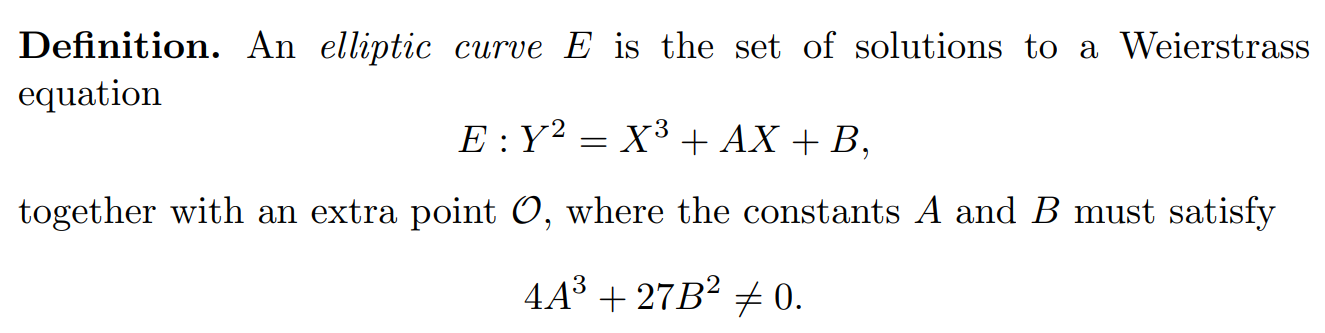 Definition. An elliptic curve E is the set of solutions to a Weierstrass
equation
E : Y² = X³ + AX + B,
together with an extra point 𝒪, where the constants A and B must satisfy
4A³ + 27B² ≠ 0.